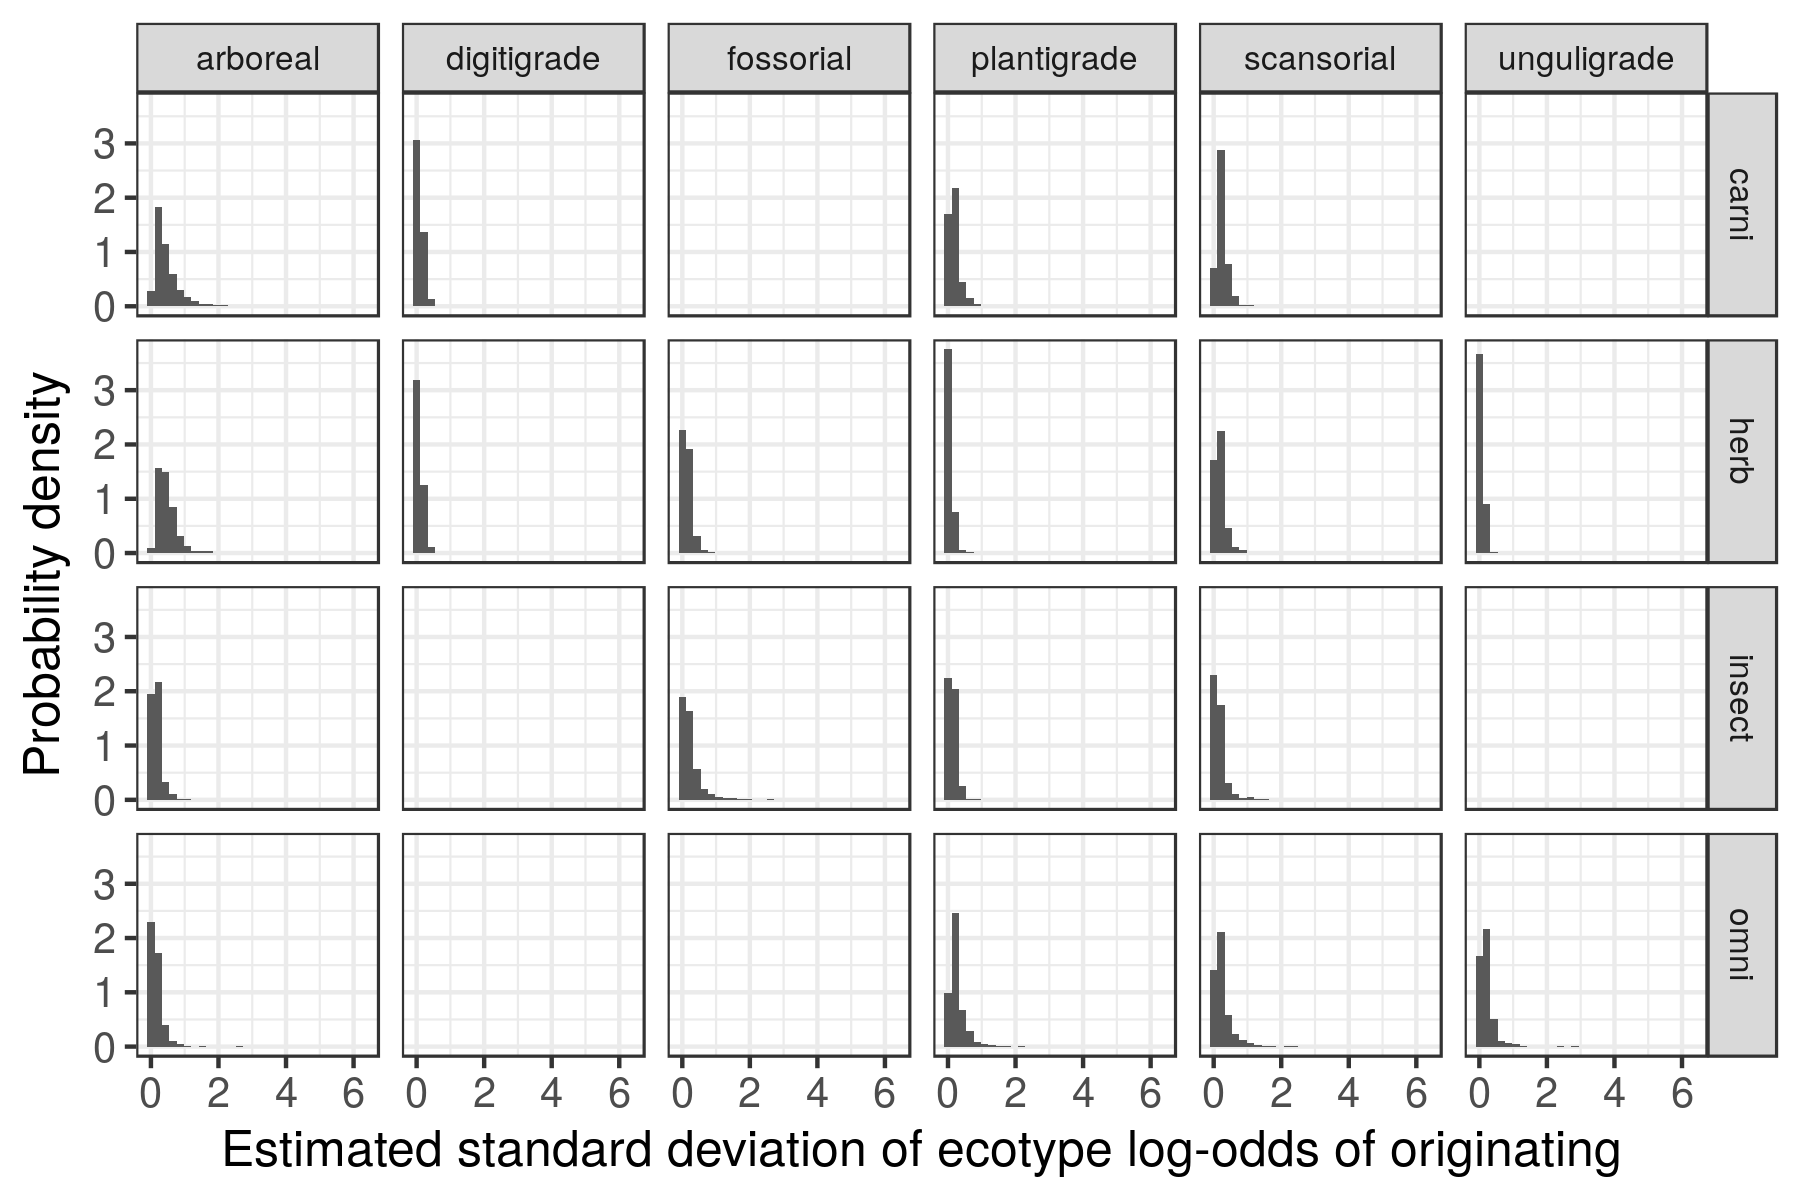 arboreal digitigrade fossorial plantigrade scansorial unguligrade
Probability density
3
2
1
0
carni
3
2
1
0
herb
3
2
1
0
insect
3
2
1
0
omni
0 2 4 6 0 2 4 6 0 2 4 6 0 2 4 6 0 2 4 6 0 2 4 6
Estimated standard deviation of ecotype log-odds of originating